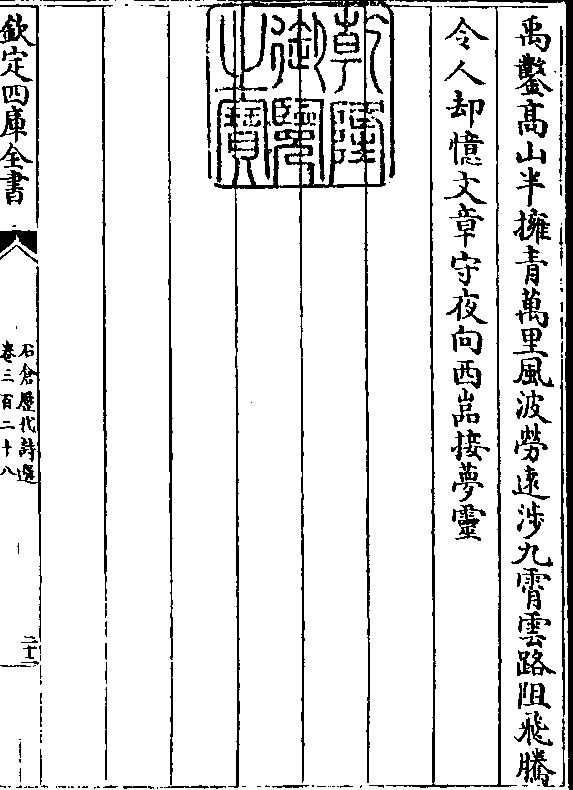 禹鑿高山半擁青萬里風波勞遠涉九霄雲路阻飛騰
令人却憶文章守夜向西嵓接夢靈
乾隆
御覽
之寶
欽定四庫全書
石倉歷代詩選
卷三百二十八